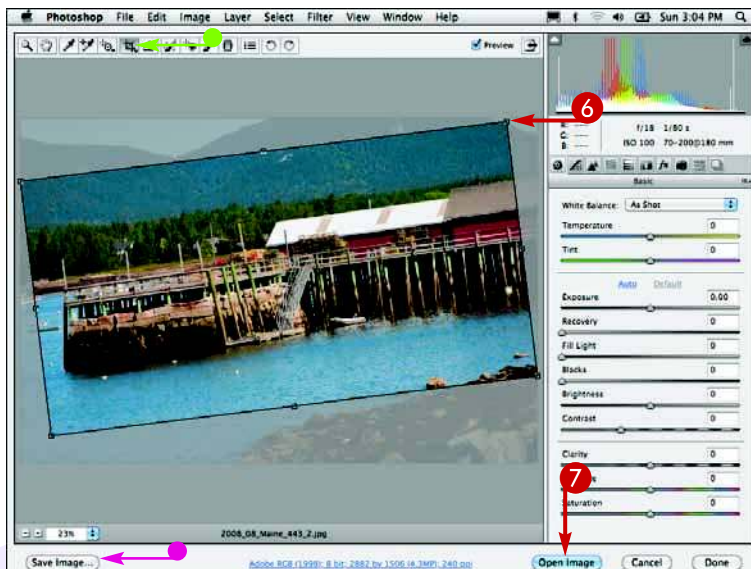 Photoshop File Edit Image Layer Select Filter View Window Help Sun 3:04 PM
Preview
6
R:
G:
B:
f/18 1/80 s
ISO 100 70-200@180 mm
Basic
White Balance: As Shot
Temperature 0
Tint 0
Auto Default
Exposure 0.00
Recovery 0
Fill Light 0
Blacks 0
Brightness 0
Contrast 0
Clarity 0
7
0
Saturation 0
23% 2008_08_Maine_443_2.jpg
Save Image... Adobe RGB (1998); 8 bit; 2882 by 1506 (4.3MP); 240 ppi Open Image Cancel Done